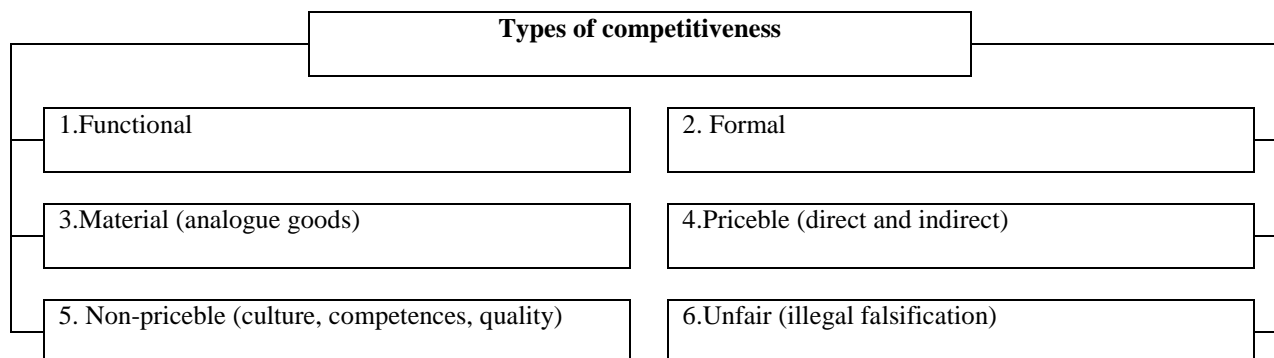 Types of competitiveness
1.Functional
2. Formal
3.Material (analogue goods)
4.Priceble (direct and indirect)
5. Non-priceble (culture, competences, quality)
6.Unfair (illegal falsification)